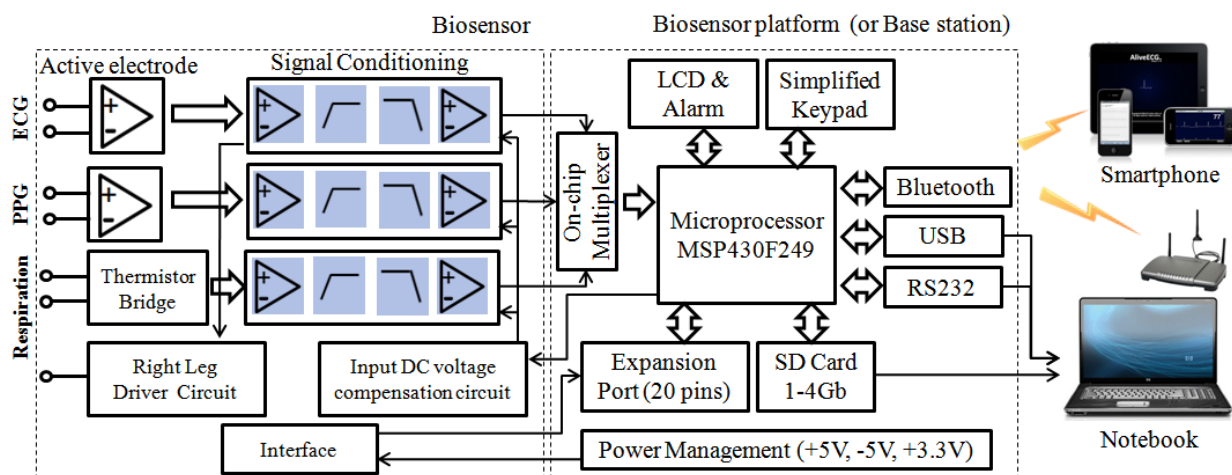 Biosensor
Biosensor platform (or Base station)
Active electrode
Signal Conditioning
ECG
PPG
Respiration
+
-
+
-
+
-
+
-
+
-
+
-
+
-
+
-
Thermistor
Bridge
Right Leg
Driver Circuit
Input DC voltage
compensation circuit
Interface
On-chip
Multiplexer
LCD &
Alarm
Simplified
Keypad
Microprocessor
MSP430F249
Bluetooth
USB
RS232
Expansion
Port (20 pins)
SD Card
1-4Gb
Power Management (+5V, -5V, +3.3V)
AliveECG
77
Smartphone
Notebook